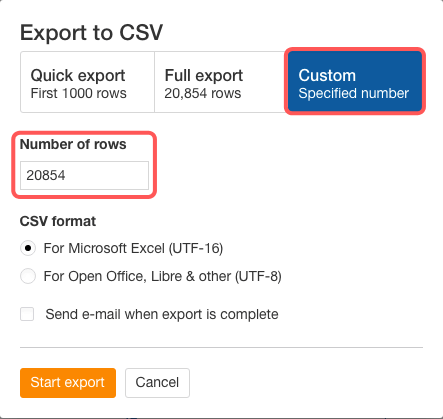 Export to CSV
Quick export
First 1000 rows
Full export
20,854 rows
Custom
Specified number
Number of rows
20854
CSV format
For Microsoft Excel (UTF-16)
For Open Office, Libre & other (UTF-8)
Send e-mail when export is complete
Start export
Cancel